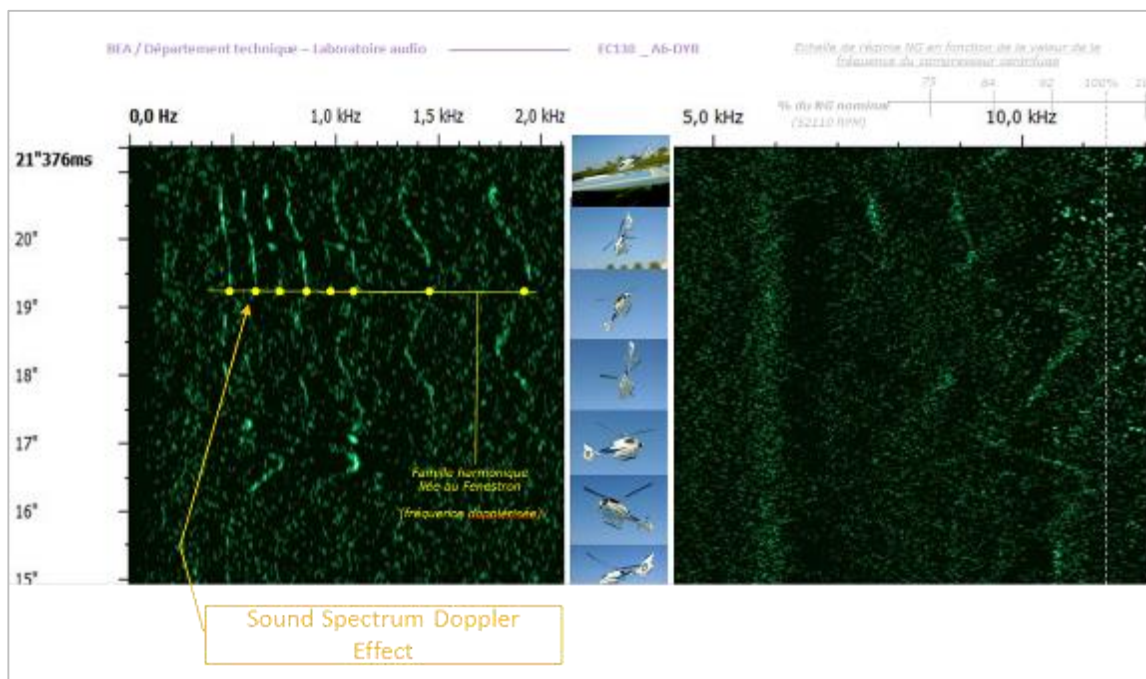 BEA / Département technique – Laboratoire audio
EC130 _ A6-DYR
Echelle de régime NG en fonction de la valeur de la
fréquence du compresseur centrifuge
75 84 92 100%
% du NG nominal
(52110 RPM)
0,0 Hz 1,0 kHz 1,5 kHz 2,0 kHz 5,0 kHz 10,0 kHz
21"376ms
20"
19"
18"
17"
16"
15"
Famille harmonique
liée au Fenestron
(fréquence dopplérisée)
Sound Spectrum Doppler
Effect